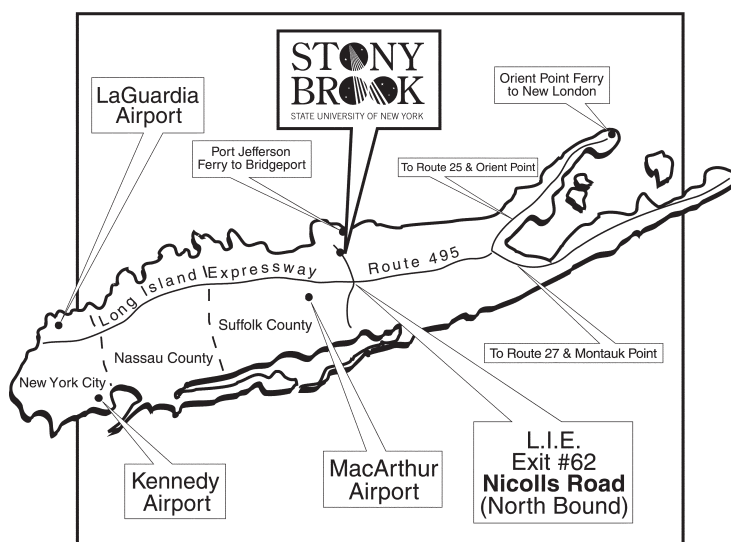 STONY
BROOK
STATE UNIVERSITY OF NEW YORK
LaGuardia
Airport
Orient Point Ferry
to New London
Port Jefferson
Ferry to Bridgeport
To Route 25 & Orient Point
Long Island Expressway Route 495
Suffolk County
Nassau County
New York City
To Route 27 & Montauk Point
Kennedy
Airport
MacArthur
Airport
L.I.E.
Exit #62
Nicolls Road
(North Bound)